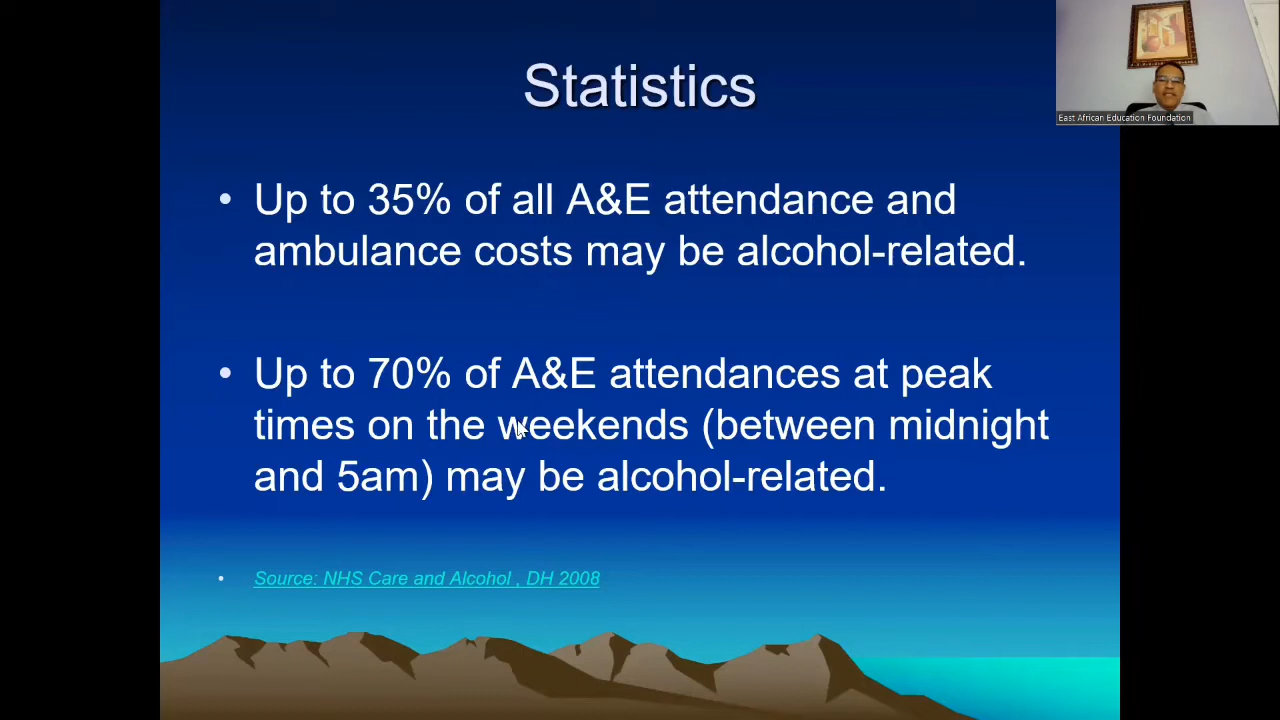 Statistics
East African Education Foundation
• Up to 35% of all A&E attendance and
ambulance costs may be alcohol-related.
• Up to 70% of A&E attendances at peak
times on the weekends (between midnight
and 5am) may be alcohol-related.
• Source: NHS Care and Alcohol , DH 2008